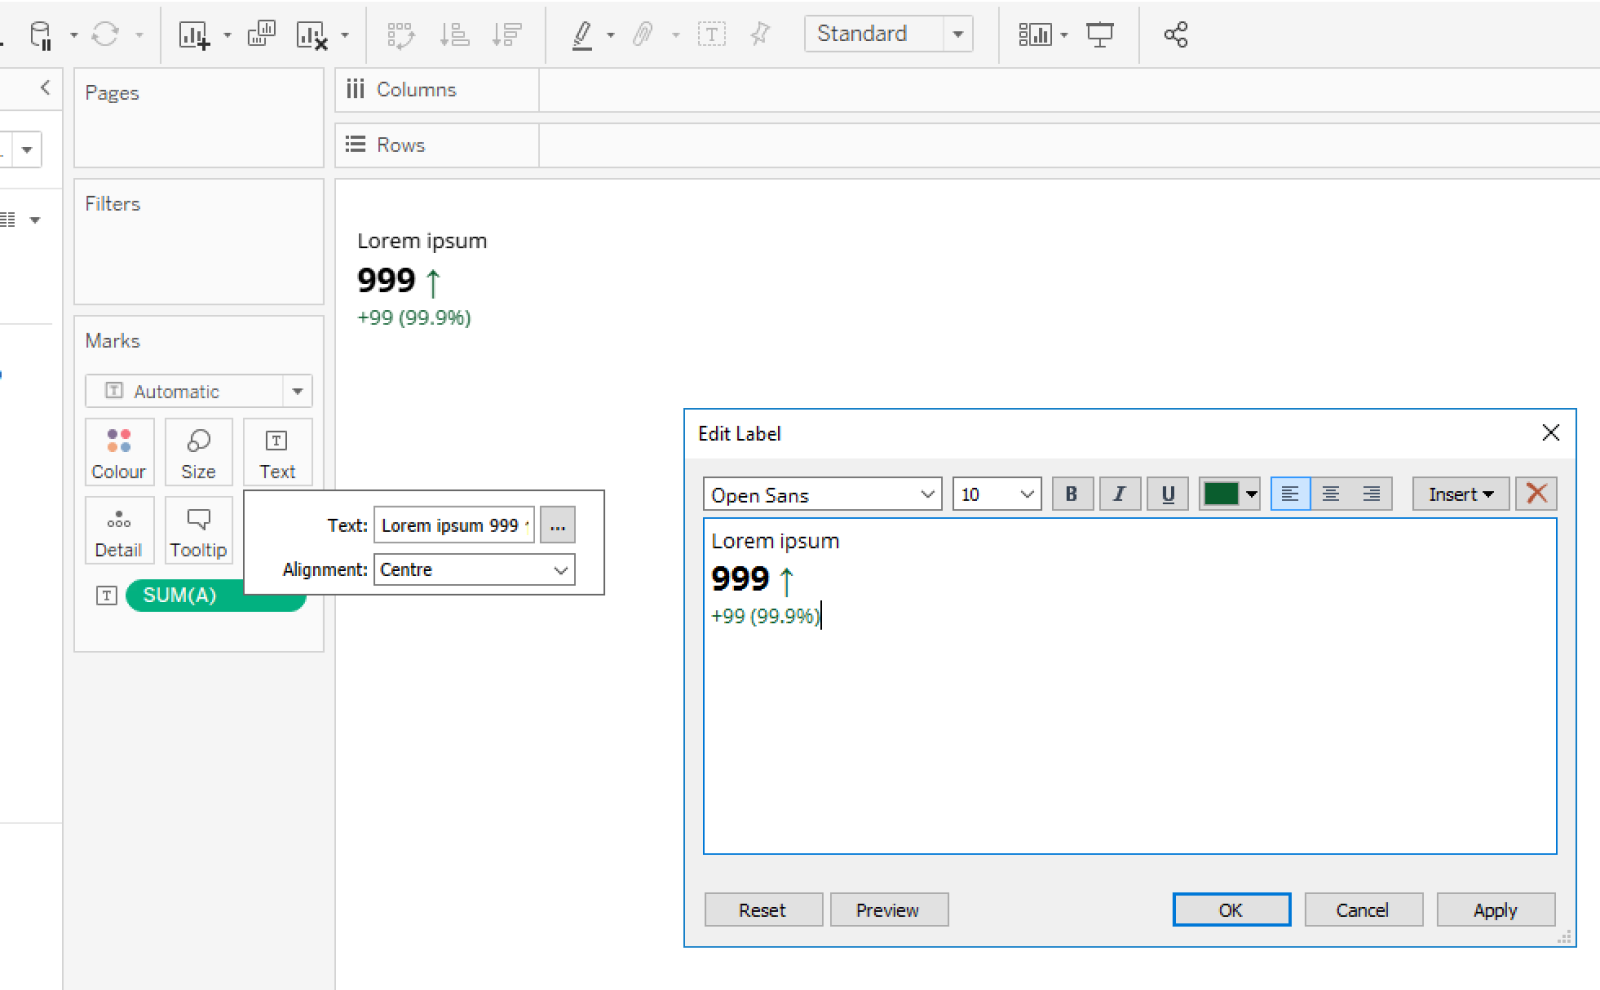 Standard
Pages
Columns
Rows
Filters
Lorem ipsum
999 ↑
+99 (99.9%)
Marks
Automatic
Colour
Size
Text
Detail
Tooltip
SUM(A)
Text:
Lorem ipsum 999
...
Alignment:
Centre
Edit Label
Open Sans
10
B
I
U
Insert
Lorem ipsum
999 ↑
+99 (99.9%)
Reset
Preview
OK
Cancel
Apply